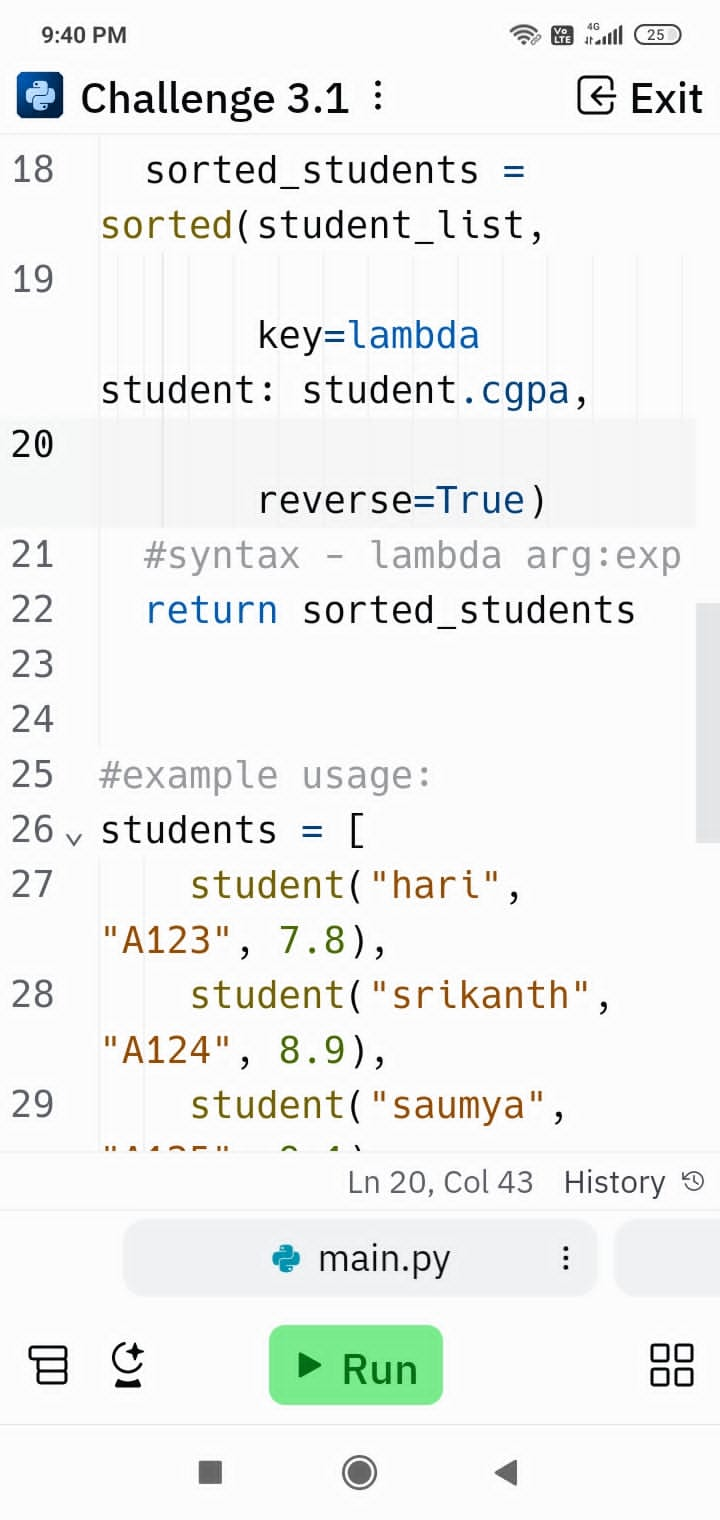 9:40 PM Vo LTE 4G 25
Challenge 3.1 Exit
18 sorted_students =
sorted(student_list,
19
key=lambda
student: student.cgpa,
20
reverse=True)
21 #syntax - lambda arg:exp
22 return sorted_students
23
24
25 #example usage:
26 students = [
27 student("hari",
"A123", 7.8),
28 student("srikanth",
"A124", 8.9),
29 student("saumya",
Ln 20, Col 43 History
main.py
Run